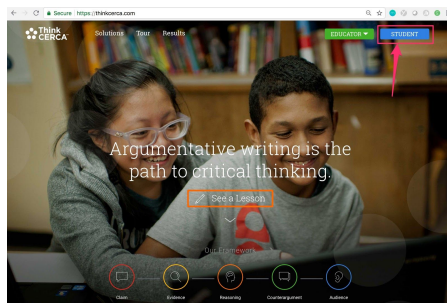 Secure https://thinkcerca.com
Think
CERCA
Solutions Tour Results
EDUCATOR
STUDENT
Argumentative writing is the
path to critical thinking.
See a Lesson
Our Framework
Claim Evidence Reasoning Counterargument Audience